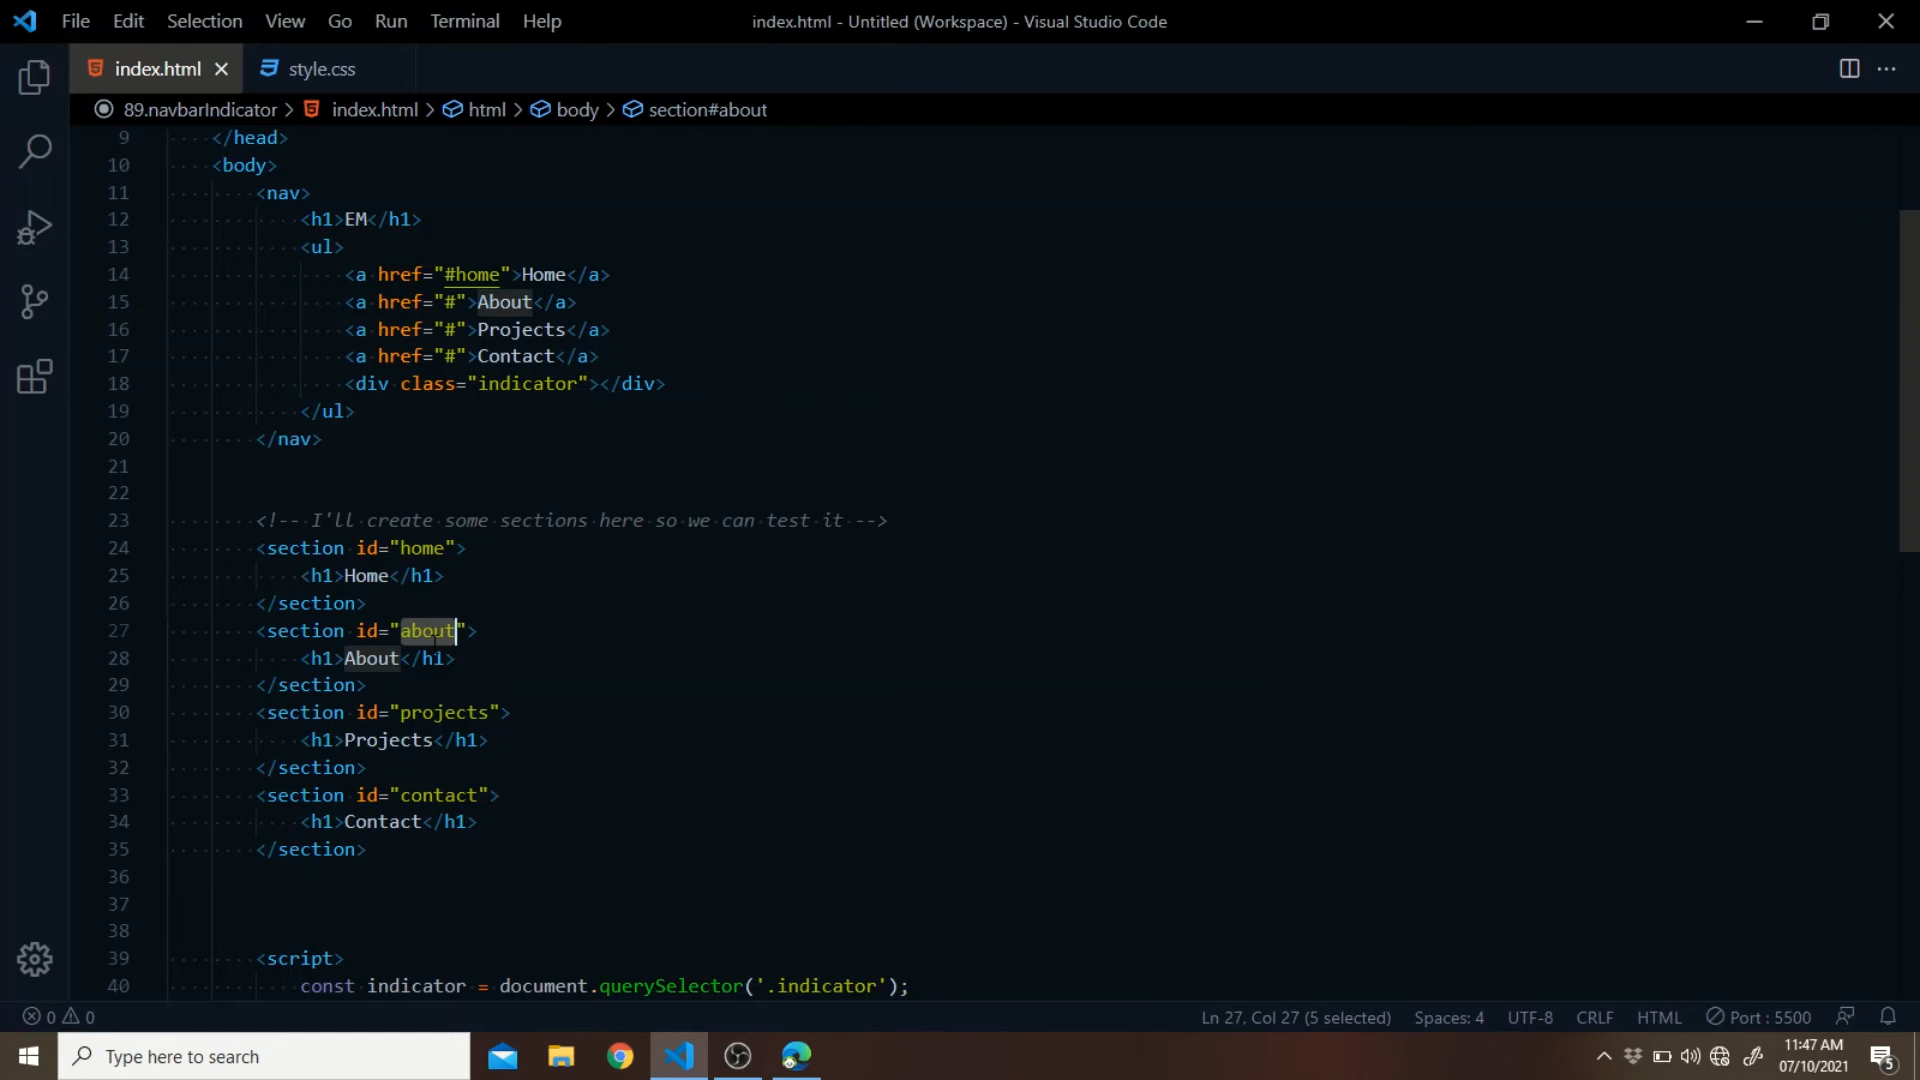 File Edit Selection View Go Run Terminal Help
index.html - Untitled (Workspace) - Visual Studio Code
index.html
style.css
89.navbarIndicator > index.html > html > body > section#about
9 </head>
10 <body>
11 <nav>
12 <h1>EM</h1>
13 <ul>
14 <a href="#home">Home</a>
15 <a href="#">About</a>
16 <a href="#">Projects</a>
17 <a href="#">Contact</a>
18 <div class="indicator"></div>
19 </ul>
20 </nav>
21
22
23 <!-- I'll create some sections here so we can test it -->
24 <section id="home">
25 <h1>Home</h1>
26 </section>
27 <section id="about">
28 <h1>About</h1>
29 </section>
30 <section id="projects">
31 <h1>Projects</h1>
32 </section>
33 <section id="contact">
34 <h1>Contact</h1>
35 </section>
36
37
38
39 <script>
40 const indicator = document.querySelector('.indicator');
0 0 Ln 27, Col 27 (5 selected) Spaces: 4 UTF-8 CRLF HTML Port : 5500
Type here to search
11:47 AM
07/10/2021
5